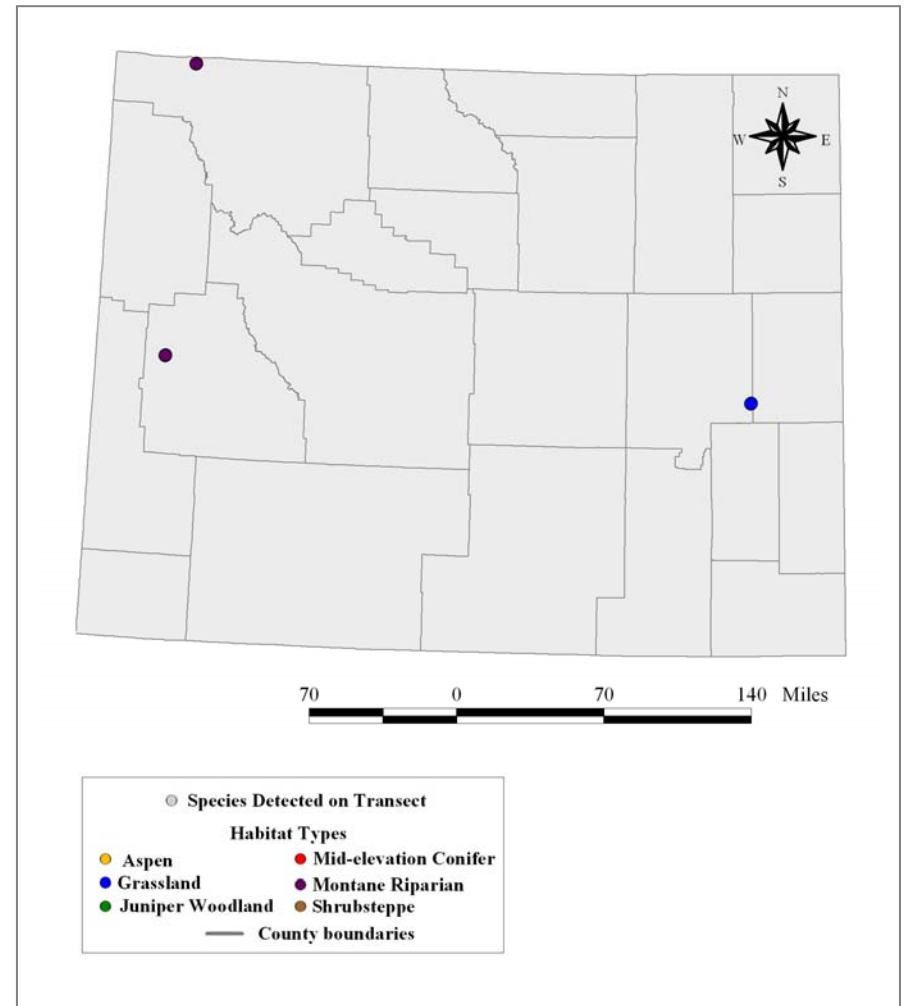 N
W E
S
70 0 70 140 Miles
Species Detected on Transect
Habitat Types
Aspen
Mid-elevation Conifer
Grassland
Montane Riparian
Juniper Woodland
Shrubsteppe
County boundaries